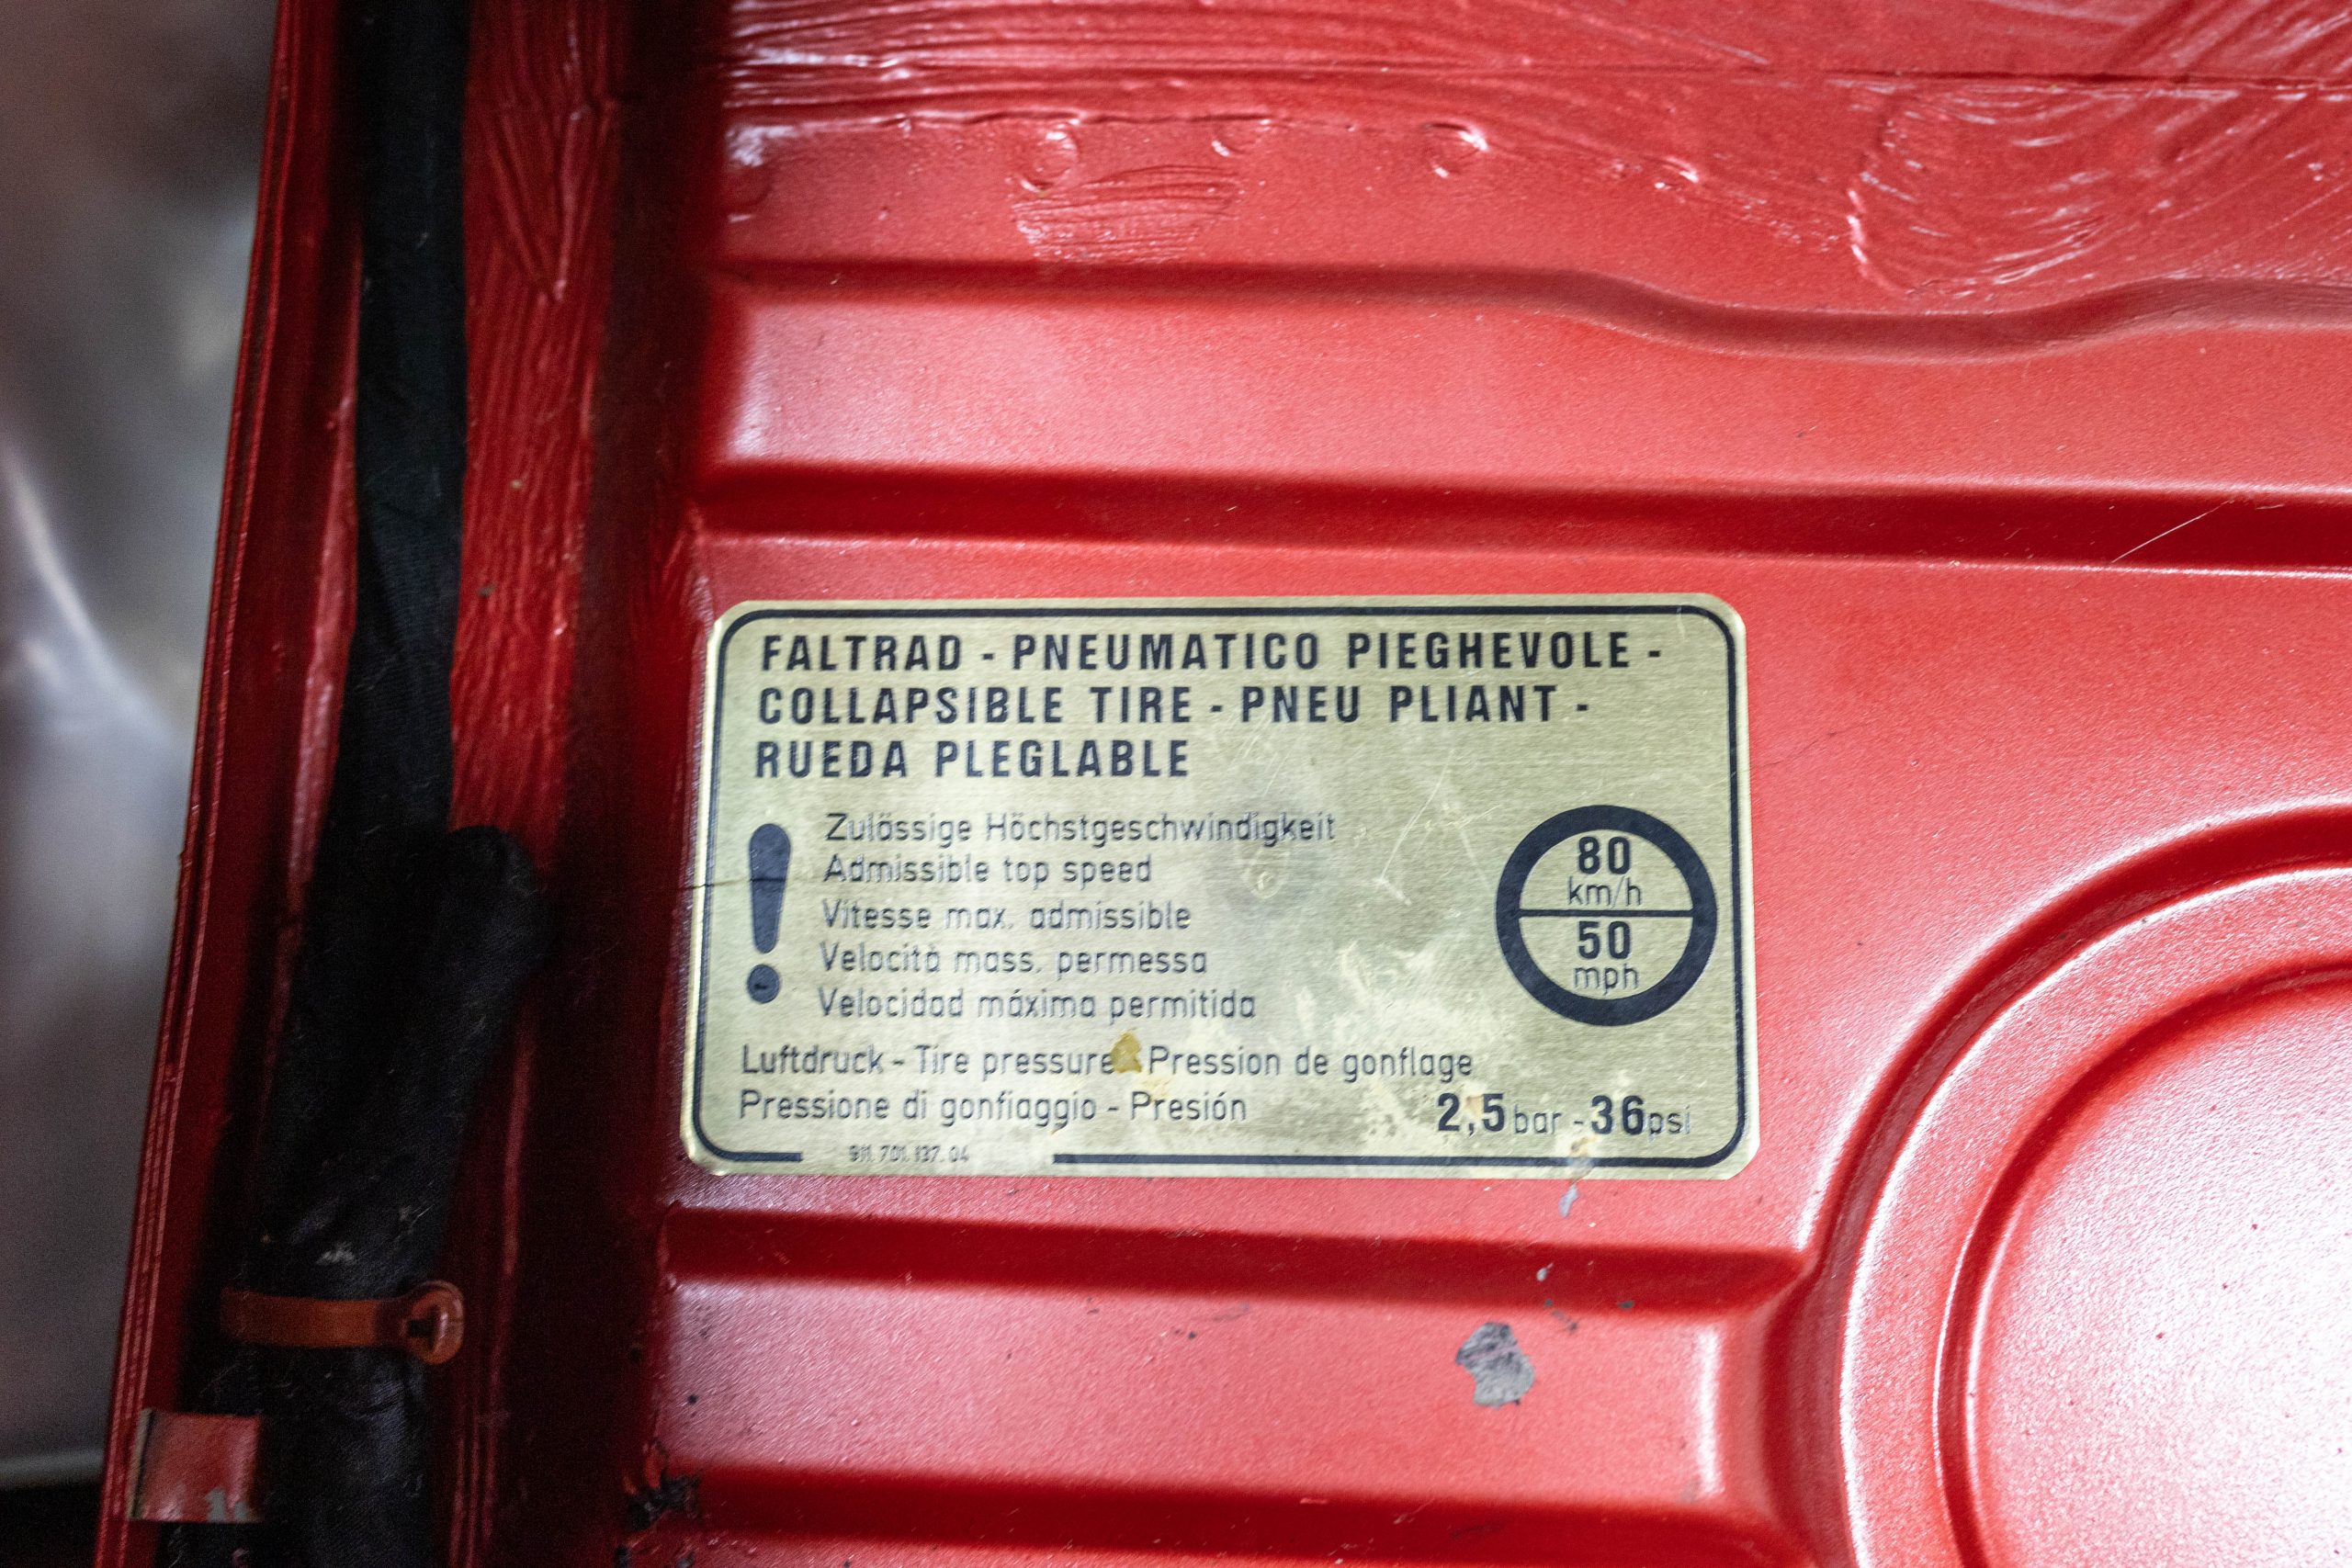 FALTRAD - PNEUMATICO PIEGHEVOLE -
COLLAPSIBLE TIRE - PNEU PLIANT -
RUEDA PLEGLABLE
Zulässige Höchstgeschwindigkeit
Admissible top speed
Vitesse max. admissible
Velocità mass. permessa
Velocidad máxima permitida
80
km/h
50
mph
Luftdruck - Tire pressure - Pression de gonflage
Pressione di gonfiaggio - Presión 2,5 bar - 36 psi
911. 701. 137. 04